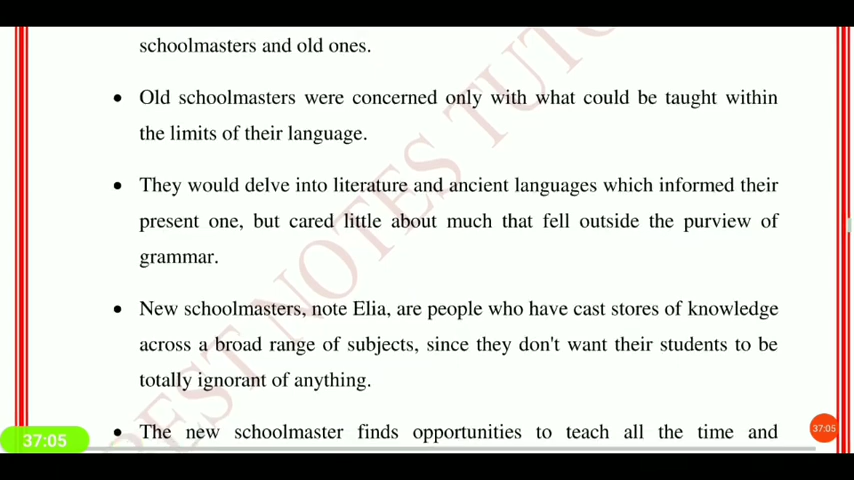 schoolmasters and old ones.
• Old schoolmasters were concerned only with what could be taught within
the limits of their language.
• They would delve into literature and ancient languages which informed their
present one, but cared little about much that fell outside the purview of
grammar.
• New schoolmasters, note Elia, are people who have cast stores of knowledge
across a broad range of subjects, since they don't want their students to be
totally ignorant of anything.
• The new schoolmaster finds opportunities to teach all the time and
BEST NOTES TUTO
37:05
37:05